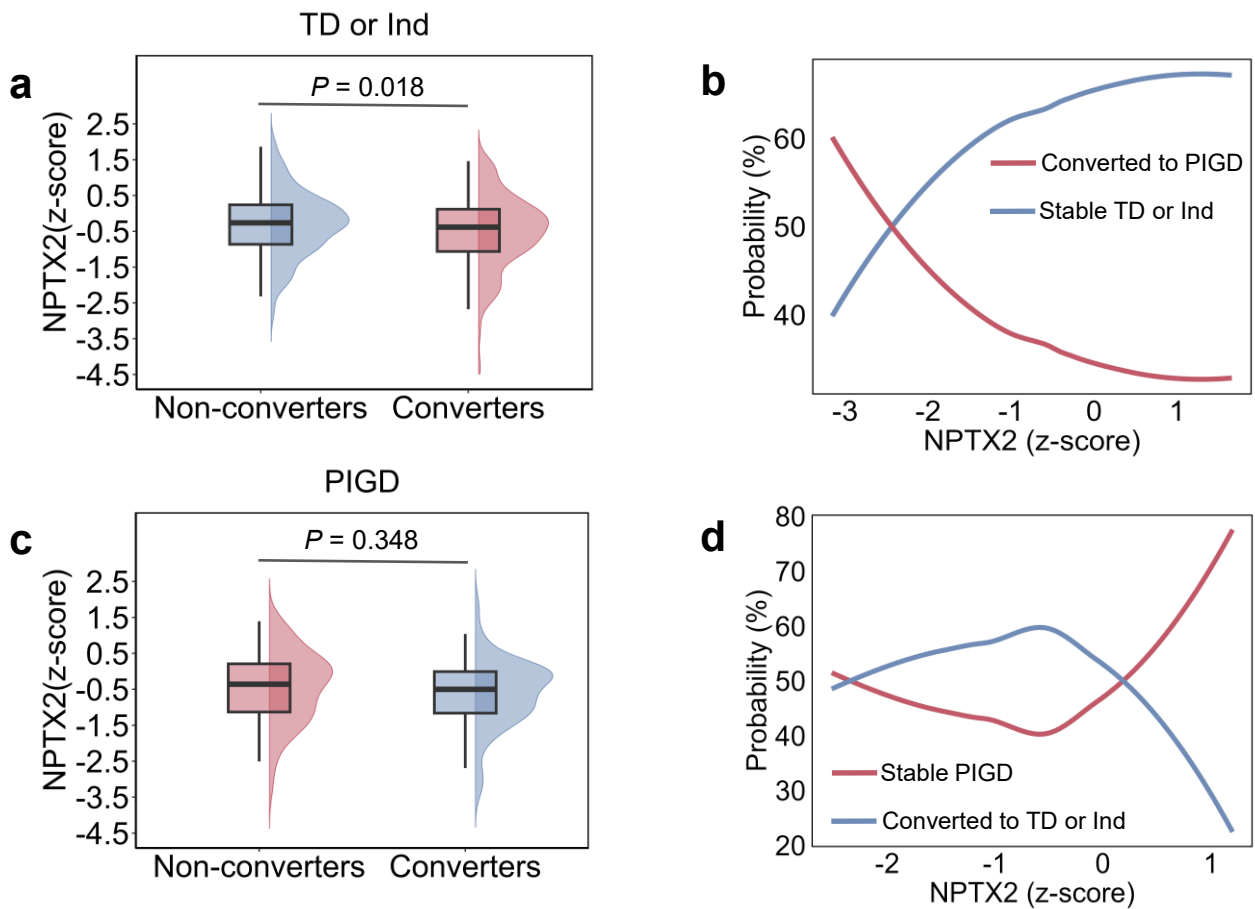 TD or Ind
a
P = 0.018
NPTX2(z-score)
2.5
1.5
0.5
-0.5
-1.5
-2.5
-3.5
-4.5
Non-converters Converters
b
Probability (%)
60
50
40
Converted to PIGD
Stable TD or Ind
-3 -2 -1 0 1
NPTX2 (z-score)
PIGD
c
P = 0.348
NPTX2(z-score)
2.5
1.5
0.5
-0.5
-1.5
-2.5
-3.5
-4.5
Non-converters Converters
d
Probability (%)
80
70
60
50
40
30
20
Stable PIGD
Converted to TD or Ind
-2 -1 0 1
NPTX2 (z-score)